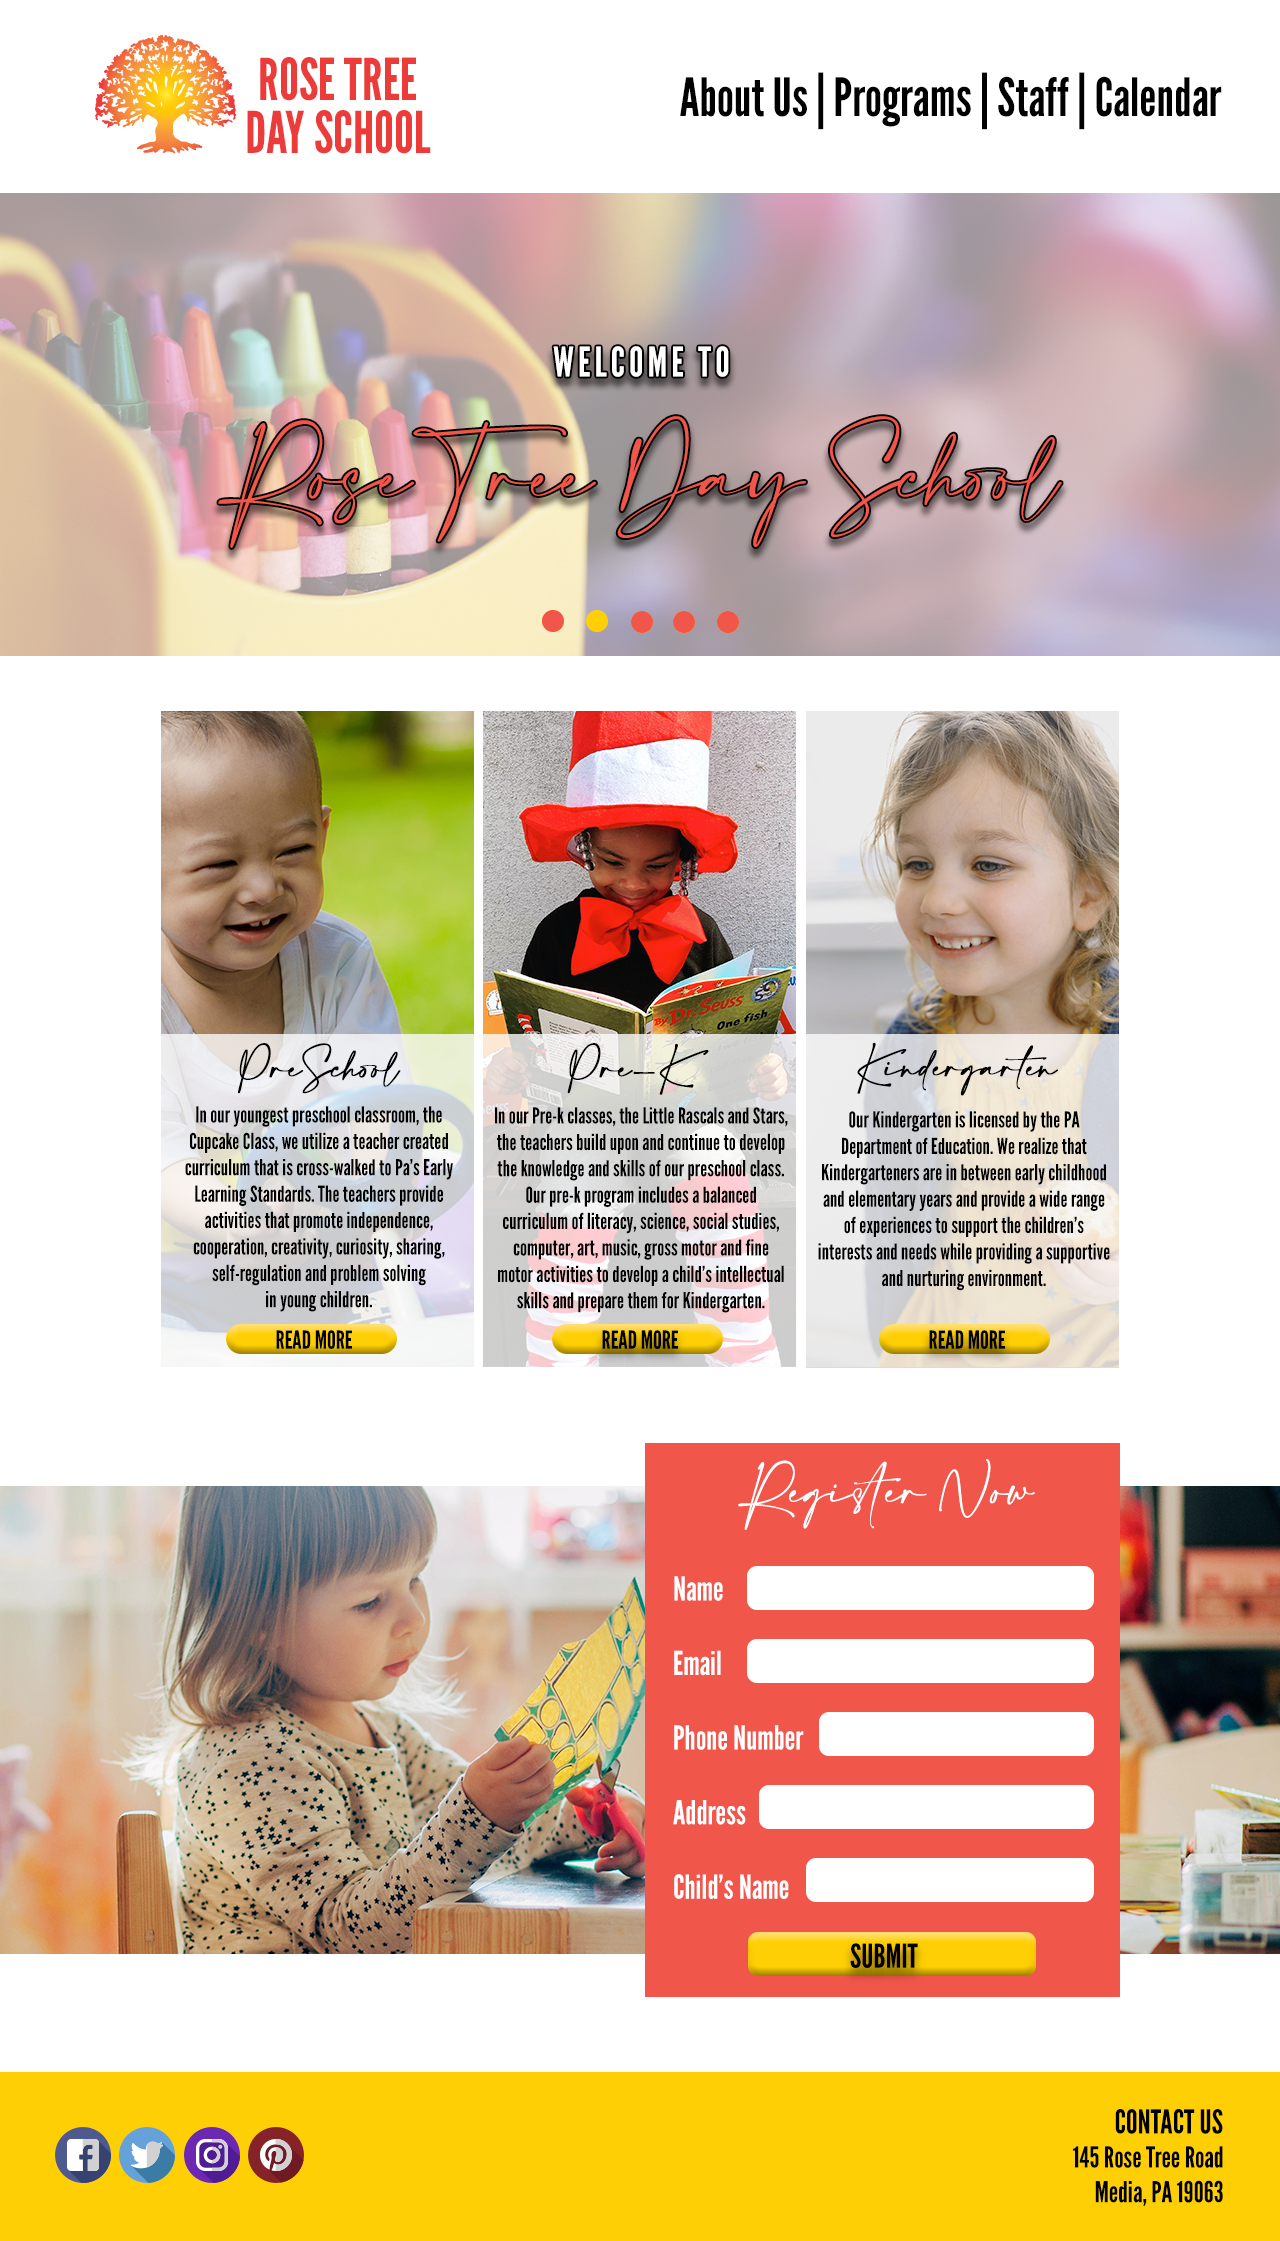 ROSE TREE
DAY SCHOOL
About Us | Programs | Staff | Calendar
WELCOME TO
Rose Tree Day School
By Dr. Seuss
One fish
PreSchool
In our youngest preschool classroom, the
Cupcake Class, we utilize a teacher created
curriculum that is cross-walked to Pa's Early
Learning Standards. The teachers provide
activities that promote independence,
cooperation, creativity, curiosity, sharing,
self-regulation and problem solving
in young children.
READ MORE
Pre-K
In our Pre-k classes, the Little Rascals and Stars,
the teachers build upon and continue to develop
the knowledge and skills of our preschool class.
Our pre-k program includes a balanced
curriculum of literacy, science, social studies,
computer, art, music, gross motor and fine
motor activities to develop a child's intellectual
skills and prepare them for Kindergarten.
READ MORE
Kindergarten
Our Kindergarten is licensed by the PA
Department of Education. We realize that
Kindergarteners are in between early childhood
and elementary years and provide a wide range
of experiences to support the children's
interests and needs while providing a supportive
and nurturing environment.
READ MORE
Register Now
Name
Email
Phone Number
Address
Child's Name
SUBMIT
CONTACT US
145 Rose Tree Road
Media, PA 19063